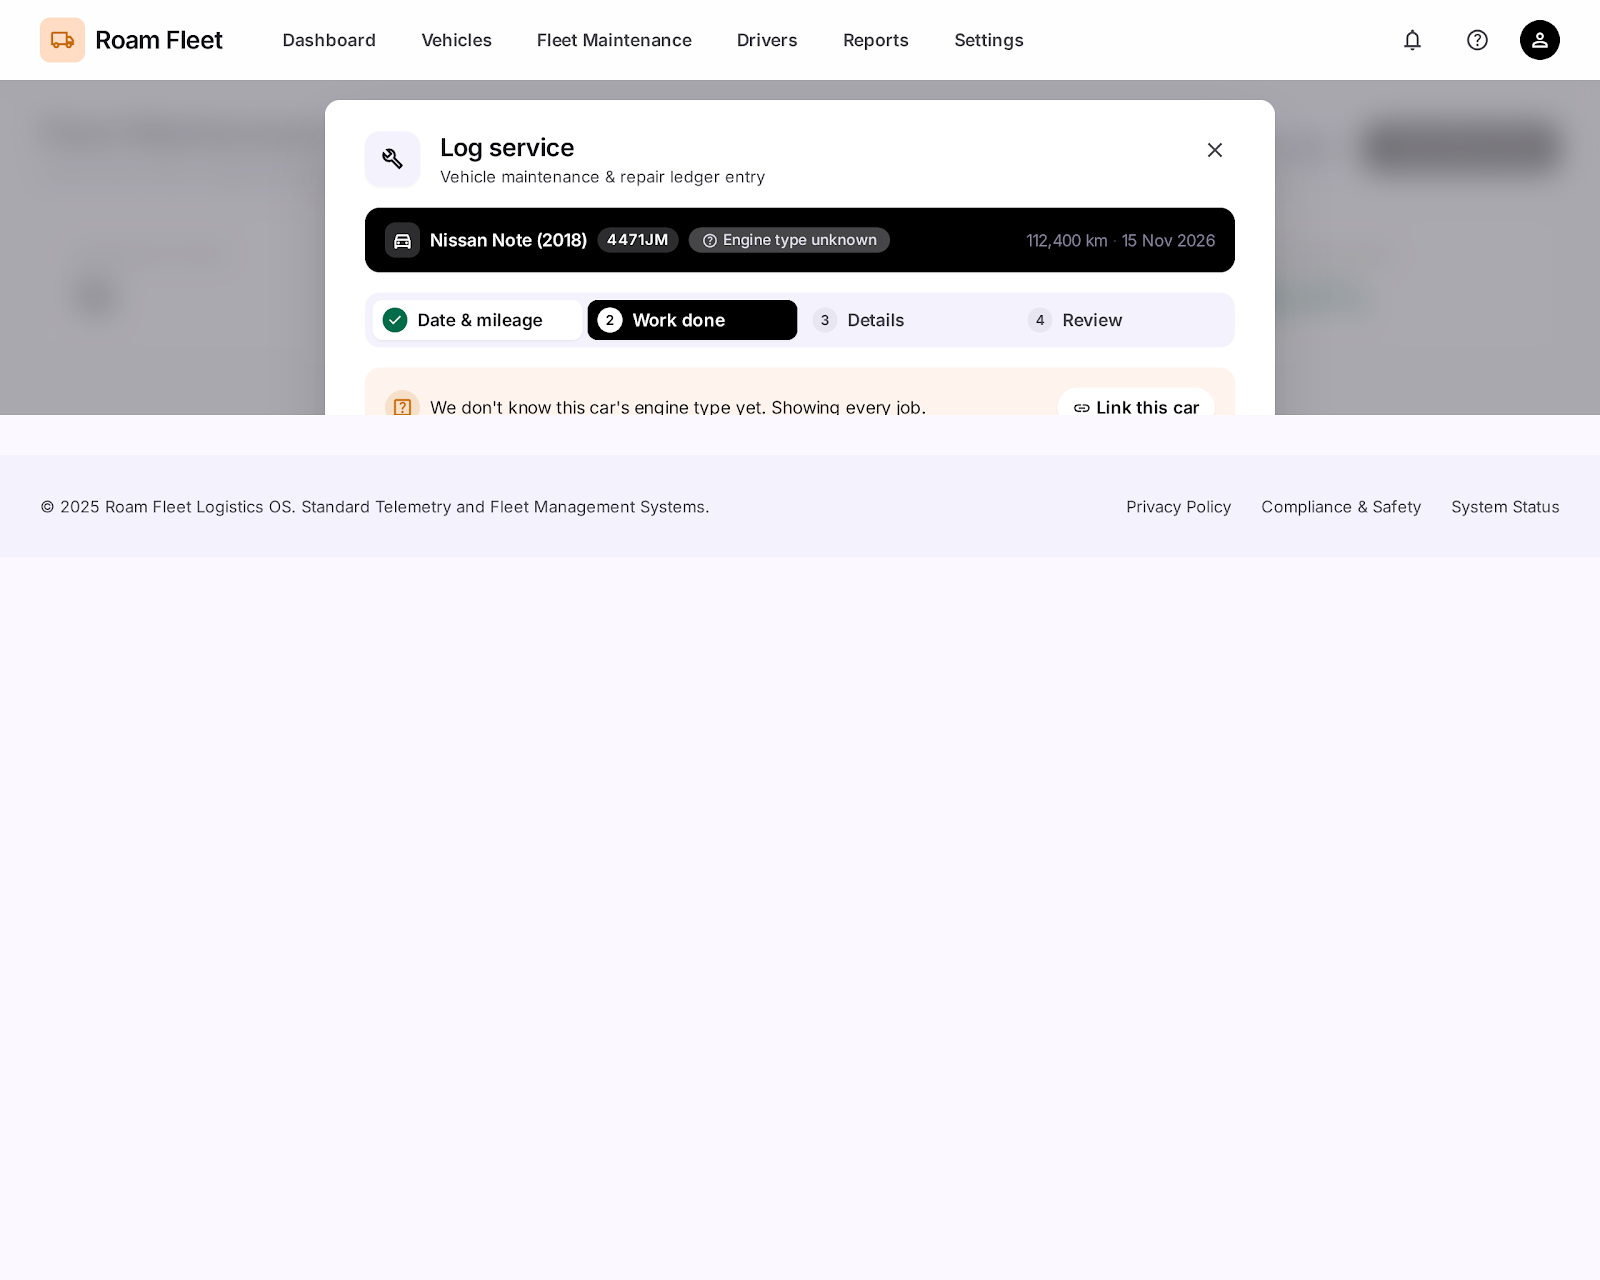 Roam Fleet
Dashboard Vehicles Fleet Maintenance Drivers Reports Settings
Log service
Vehicle maintenance & repair ledger entry
Nissan Note (2018) 4471JM Engine type unknown 112,400 km · 15 Nov 2026
Date & mileage 2 Work done 3 Details 4 Review
We don't know this car's engine type yet. Showing every job. Link this car
© 2025 Roam Fleet Logistics OS. Standard Telemetry and Fleet Management Systems. Privacy Policy Compliance & Safety System Status